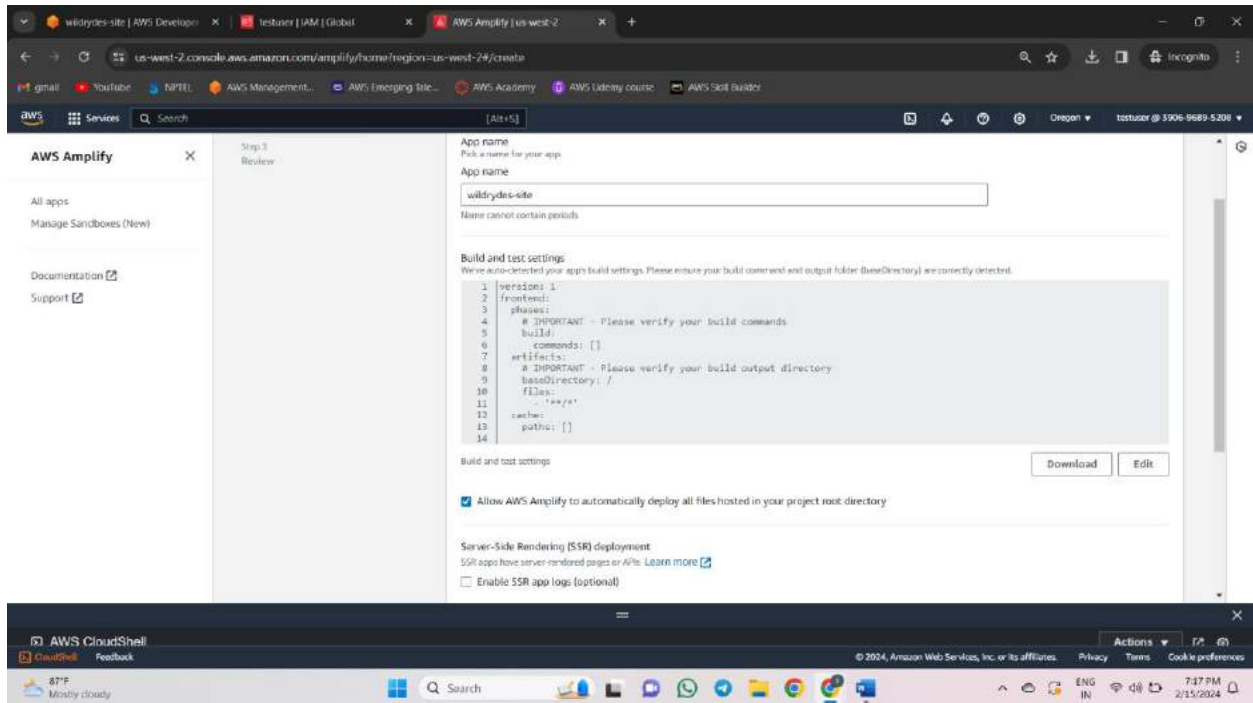 wildrydes-site | AWS Developer
testuser | IAM | Global
AWS Amplify | us-west-2
us-west-2.console.aws.amazon.com/amplify/home?region=us-west-2#/create
Incognito
gmail
YouTube
NPTEL
AWS Management...
AWS Emerging Tale...
AWS Academy
AWS Udemy course
AWS Skill Builder
aws
Services
Search
[Alt+S]
Oregon
testuser @ 3906-9689-5208
AWS Amplify
All apps
Manage Sandboxes (New)
Documentation
Support
Step 3
Review
App name
Pick a name for your app.
App name
wildrydes-site
Name cannot contain periods
Build and test settings
We've auto-detected your app's build settings. Please ensure your build command and output folder (baseDirectory) are correctly detected.
1 version: 1
2 frontend:
3 phases:
4 # IMPORTANT - Please verify your build commands
5 build:
6 commands: []
7 artifacts:
8 # IMPORTANT - Please verify your build output directory
9 baseDirectory: /
10 files:
11 - '**/*'
12 cache:
13 paths: []
14
Build and test settings
Download
Edit
Allow AWS Amplify to automatically deploy all files hosted in your project root directory
Server-Side Rendering (SSR) deployment
SSR apps have server-rendered pages or APIs. Learn more
Enable SSR app logs (optional)
AWS CloudShell
Actions
CloudShell
Feedback
© 2024, Amazon Web Services, Inc. or its affiliates.
Privacy
Terms
Cookie preferences
87°F
Mostly cloudy
Search
ENG
IN
7:17 PM
2/15/2024